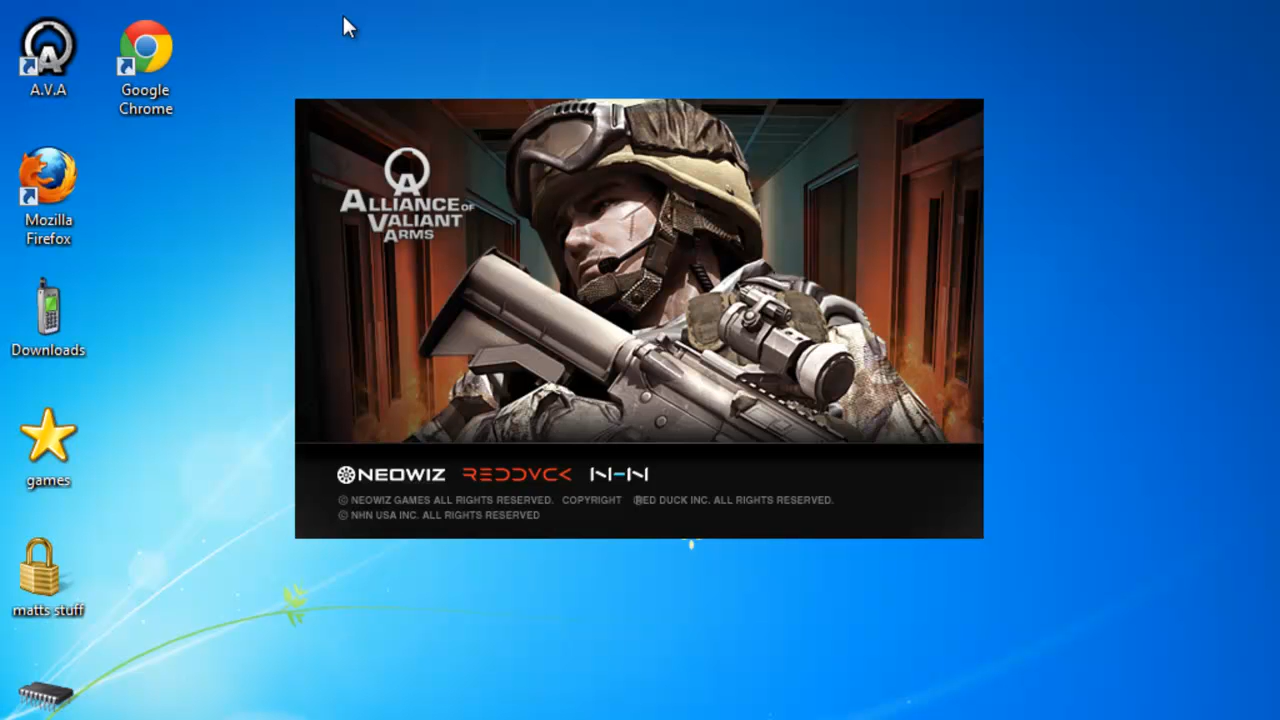 A.V.A
Google
Chrome
Mozilla
Firefox
Downloads
games
matts stuff
ALLIANCE OF
VALIANT
ARMS
NEOWIZ REDDUCK NHN
© NEOWIZ GAMES ALL RIGHTS RESERVED. COPYRIGHT ®RED DUCK INC. ALL RIGHTS RESERVED.
© NHN USA INC. ALL RIGHTS RESERVED